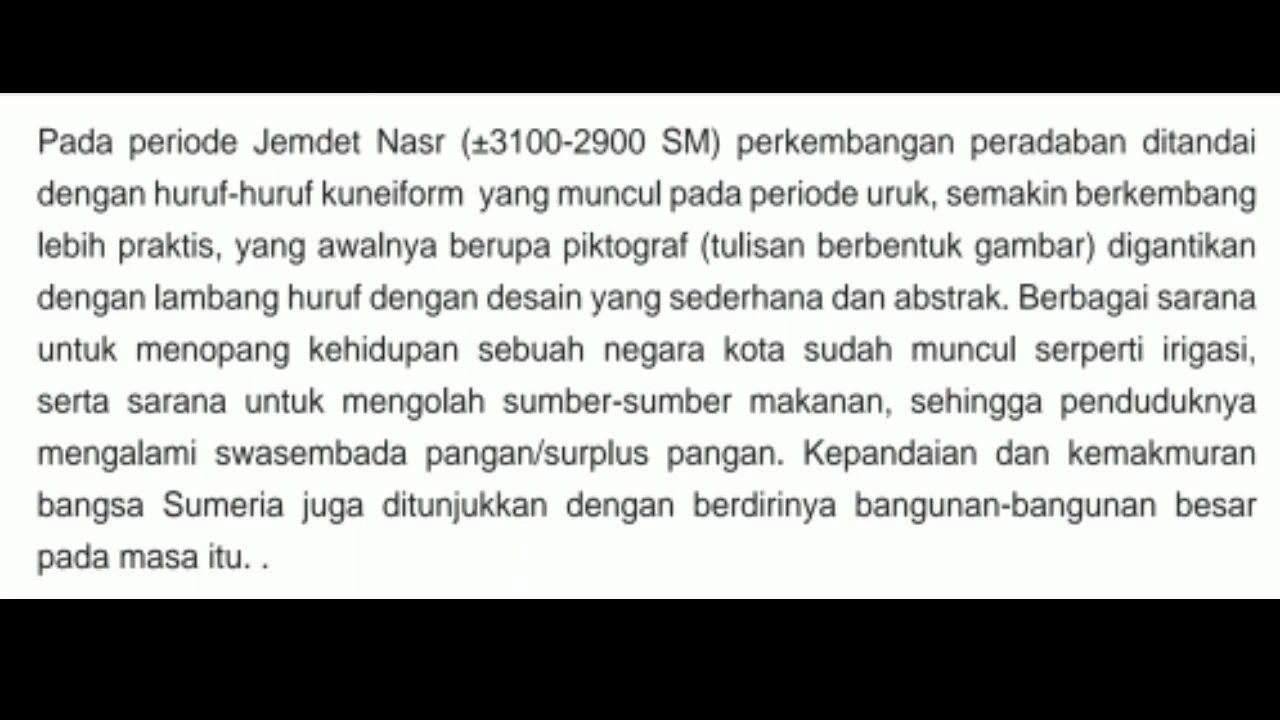 Pada periode Jemdet Nasr (±3100-2900 SM) perkembangan peradaban ditandai
dengan huruf-huruf kuneiform yang muncul pada periode uruk, semakin berkembang
lebih praktis, yang awalnya berupa piktograf (tulisan berbentuk gambar) digantikan
dengan lambang huruf dengan desain yang sederhana dan abstrak. Berbagai sarana
untuk menopang kehidupan sebuah negara kota sudah muncul serperti irigasi,
serta sarana untuk mengolah sumber-sumber makanan, sehingga penduduknya
mengalami swasembada pangan/surplus pangan. Kepandaian dan kemakmuran
bangsa Sumeria juga ditunjukkan dengan berdirinya bangunan-bangunan besar
pada masa itu. .